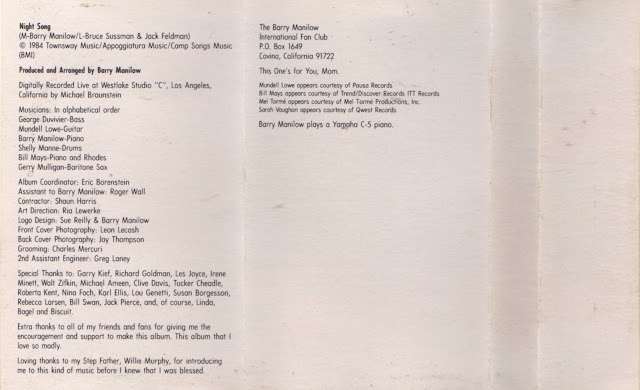 Night Song
(M-Barry Manilow/L-Bruce Sussman & Jack Feldman)
© 1984 Townsway Music/Appoggiatura Music/Camp Songs Music
(BMI)
Produced and Arranged by Barry Manilow
Digitally Recorded Live at Westlake Studio "C", Los Angeles,
California by Michael Braunstein
Musicians: In alphabetical order
George Duvivier-Bass
Mundell Lowe-Guitar
Barry Manilow-Piano
Shelly Manne-Drums
Bill Mays-Piano and Rhodes
Gerry Mulligan-Baritone Sax
Album Coordinator: Eric Borenstein
Assistant to Barry Manilow: Roger Wall
Contractor: Shaun Harris
Art Direction: Ria Lewerke
Logo Design: Sue Reilly & Barry Manilow
Front Cover Photography: Leon Lecash
Back Cover Photography: Jay Thompson
Grooming: Charles Mercuri
2nd Assistant Engineer: Greg Laney
Special Thanks to: Garry Kief, Richard Goldman, Les Joyce, Irene
Minett, Walt Zifkin, Michael Ameen, Clive Davis, Tucker Cheadle,
Roberta Kent, Nina Foch, Karl Ellis, Lou Genetti, Susan Borgesson,
Rebecca Larsen, Bill Swan, Jack Pierce, and, of course, Linda,
Bagel and Biscuit.
Extra thanks to all of my friends and fans for giving me the
encouragement and support to make this album. This album that I
love so madly.
Loving thanks to my Step Father, Willie Murphy, for introducing
me to this kind of music before I knew that I was blessed.
The Barry Manilow
International Fan Club
P.O. Box 1649
Covina, California 91722
This One's for You, Mom.
Mundell Lowe appears courtesy of Pausa Records
Bill Mays appears courtesy of Trend/Discover Records ITT Records
Mel Tormé appears courtesy of Mel Tormé Productions, Inc.
Sarah Vaughan appears courtesy of Qwest Records
Barry Manilow plays a Yamaha C-5 piano.